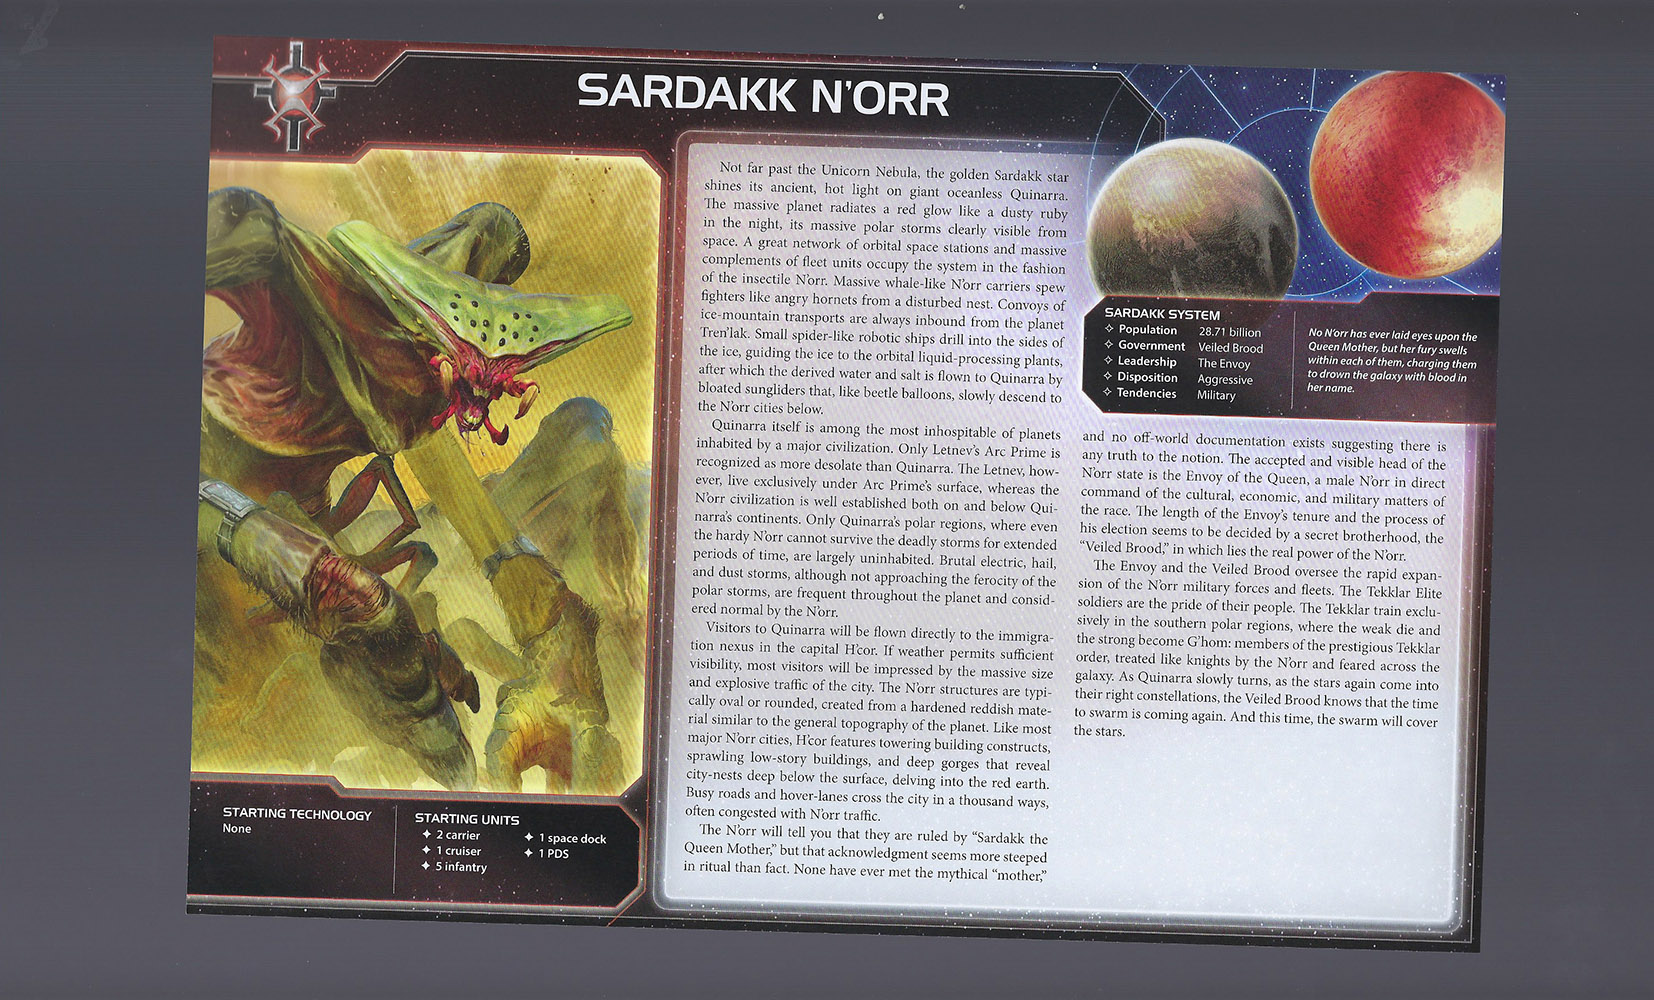 SARDAKK N'ORR
Not far past the Unicorn Nebula, the golden Sardakk star
shines its ancient, hot light on giant oceanless Quinarra.
The massive planet radiates a red glow like a dusty ruby
in the night, its massive polar storms clearly visible from
space. A great network of orbital space stations and massive
complements of fleet units occupy the system in the fashion
of the insectile N'orr. Massive whale-like N'orr carriers spew
fighters like angry hornets from a disturbed nest. Convoys of
ice-mountain transports are always inbound from the planet
Tren'lak. Small spider-like robotic ships drill into the sides of
the ice, guiding the ice to the orbital liquid-processing plants,
after which the derived water and salt is flown to Quinarra by
bloated sungliders that, like beetle balloons, slowly descend to
the N'orr cities below.
Quinarra itself is among the most inhospitable of planets
inhabited by a major civilization. Only Letnev's Arc Prime is
recognized as more desolate than Quinarra. The Letnev, how-
ever, live exclusively under Arc Prime's surface, whereas the
N'orr civilization is well established both on and below Qui-
narra's continents. Only Quinarra's polar regions, where even
the hardy N'orr cannot survive the deadly storms for extended
periods of time, are largely uninhabited. Brutal electric, hail,
and dust storms, although not approaching the ferocity of the
polar storms, are frequent throughout the planet and consid-
ered normal by the N'orr.
Visitors to Quinarra will be flown directly to the immigra-
tion nexus in the capital H'cor. If weather permits sufficient
visibility, most visitors will be impressed by the massive size
and explosive traffic of the city. The N'orr structures are typi-
cally oval or rounded, created from a hardened reddish mate-
rial similar to the general topography of the planet. Like most
major N'orr cities, H'cor features towering building constructs,
sprawling low-story buildings, and deep gorges that reveal
city-nests deep below the surface, delving into the red earth.
Busy roads and hover-lanes cross the city in a thousand ways,
often congested with N'orr traffic.
The N'orr will tell you that they are ruled by "Sardakk the
Queen Mother," but that acknowledgment seems more steeped
in ritual than fact. None have ever met the mythical "mother,"
SARDAKK SYSTEM
✧ Population 28.71 billion
✧ Government Veiled Brood
✧ Leadership The Envoy
✧ Disposition Aggressive
✧ Tendencies Military
No N'orr has ever laid eyes upon the
Queen Mother, but her fury swells
within each of them, charging them
to drown the galaxy with blood in
her name.
and no off-world documentation exists suggesting there is
any truth to the notion. The accepted and visible head of the
N'orr state is the Envoy of the Queen, a male N'orr in direct
command of the cultural, economic, and military matters of
the race. The length of the Envoy's tenure and the process of
his election seems to be decided by a secret brotherhood, the
"Veiled Brood," in which lies the real power of the N'orr.
The Envoy and the Veiled Brood oversee the rapid expan-
sion of the N'orr military forces and fleets. The Tekklar Elite
soldiers are the pride of their people. The Tekklar train exclu-
sively in the southern polar regions, where the weak die and
the strong become G'hom: members of the prestigious Tekklar
order, treated like knights by the N'orr and feared across the
galaxy. As Quinarra slowly turns, as the stars again come into
their right constellations, the Veiled Brood knows that the time
to swarm is coming again. And this time, the swarm will cover
the stars.
STARTING TECHNOLOGY
None
STARTING UNITS
✦ 2 carrier
✦ 1 cruiser
✦ 5 infantry
✦ 1 space dock
✦ 1 PDS